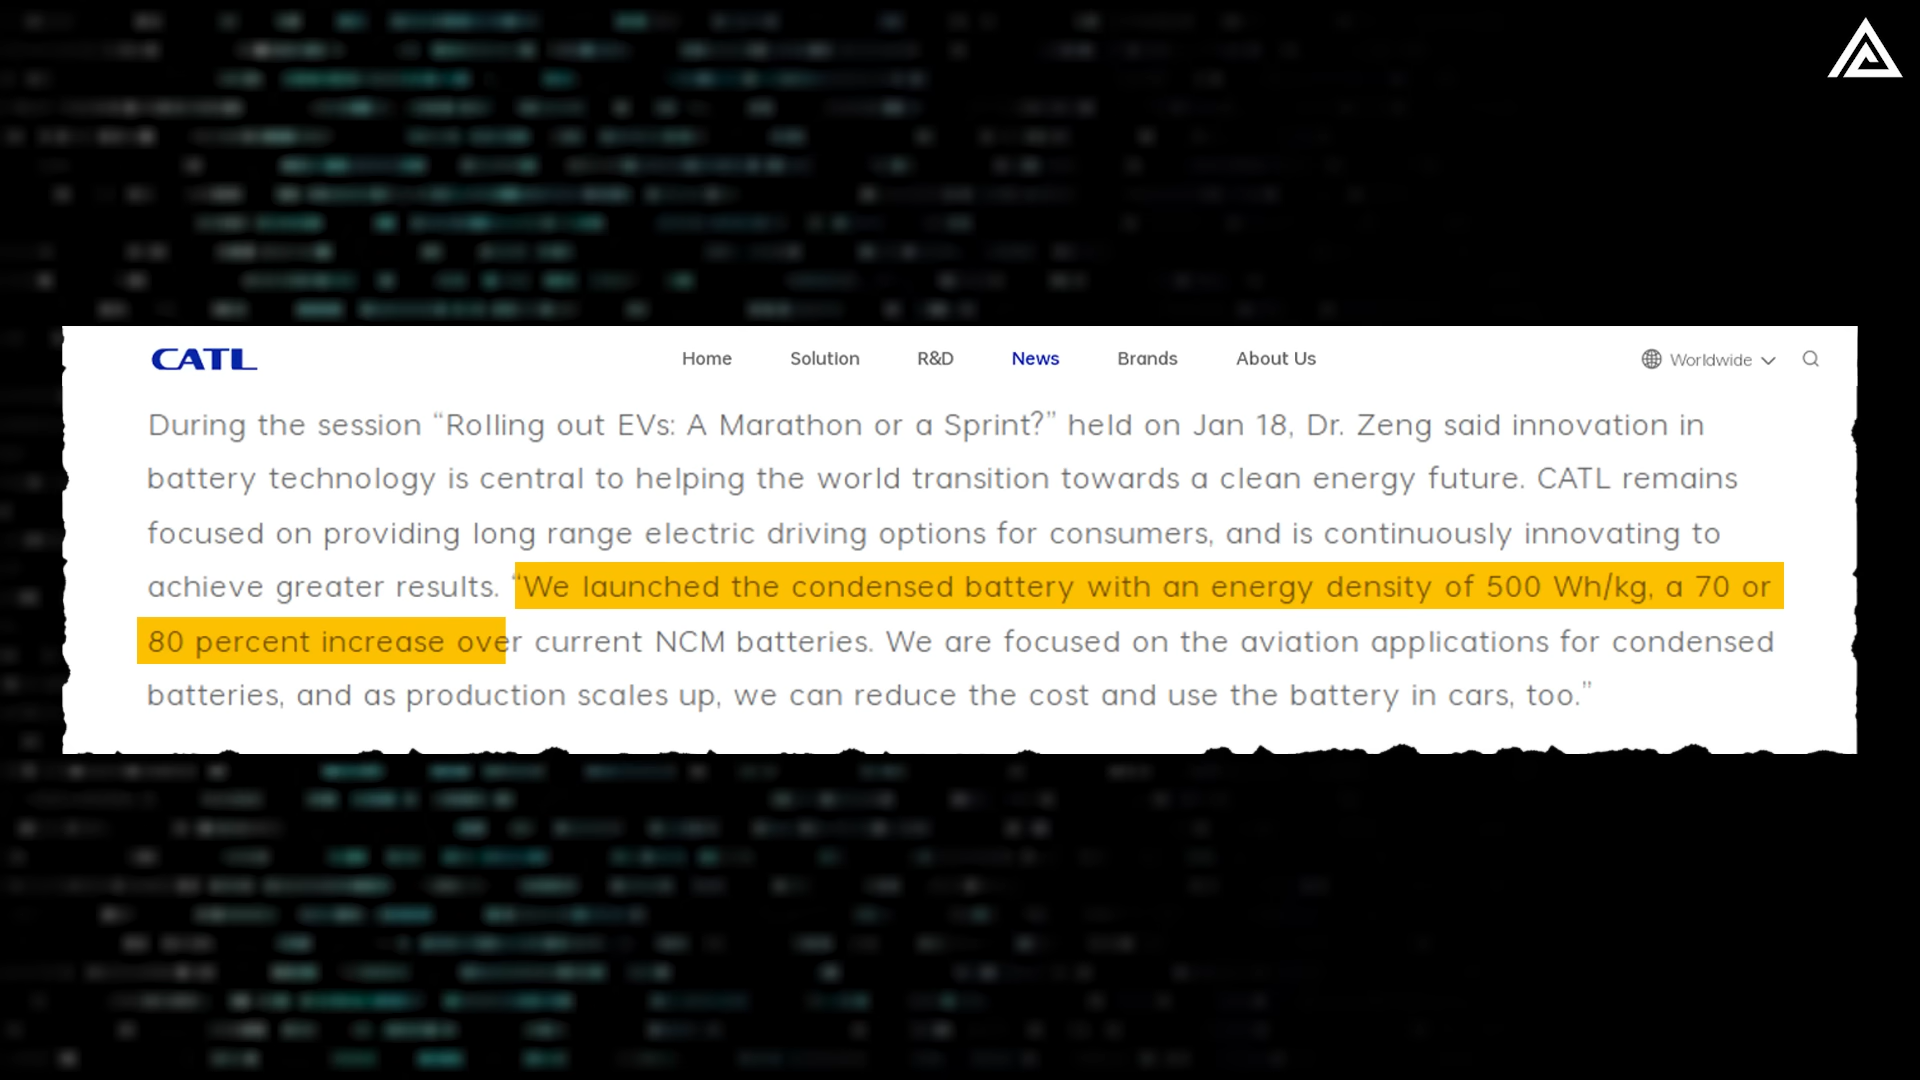 CATL
Home Solution R&D News Brands About Us Worldwide
During the session “Rolling out EVs: A Marathon or a Sprint?” held on Jan 18, Dr. Zeng said innovation in
battery technology is central to helping the world transition towards a clean energy future. CATL remains
focused on providing long range electric driving options for consumers, and is continuously innovating to
achieve greater results. “We launched the condensed battery with an energy density of 500 Wh/kg, a 70 or
80 percent increase over current NCM batteries. We are focused on the aviation applications for condensed
batteries, and as production scales up, we can reduce the cost and use the battery in cars, too.”